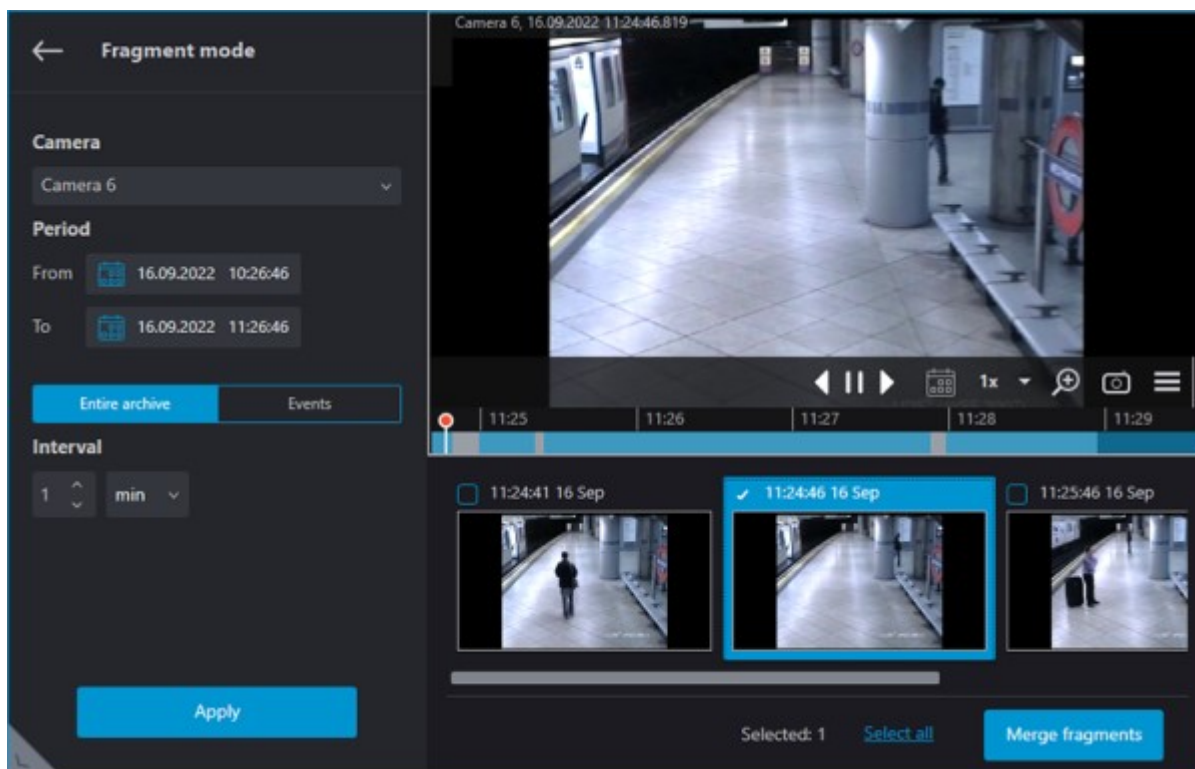 Fragment mode
Camera
Camera 6
Period
From 16.09.2022 10:26:46
To 16.09.2022 11:26:46
Entire archive Events
Interval
1 min
Apply
Camera 6, 16.09.2022 11:24:46.819
1x
11:25 11:26 11:27 11:28 11:29
11:24:41 16 Sep 11:24:46 16 Sep 11:25:46 16 Sep
Selected: 1 Select all Merge fragments